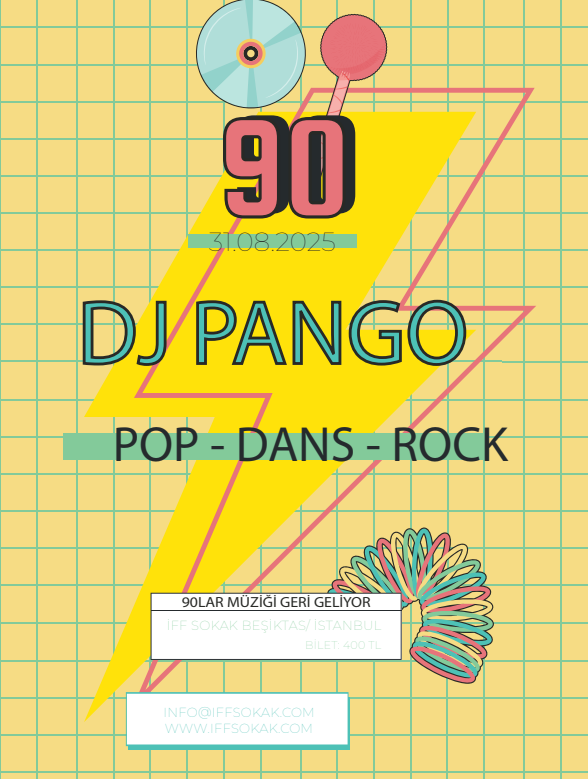 90
31.08.2025
DJ PANGO
POP - DANS - ROCK
90LAR MÜZİĞİ GERİ GELİYOR
İFF SOKAK BEŞİKTAS/ İSTANBUL
BİLET 400 TL
INFO@IFFSOKAK.COM
WWW.IFFSOKAK.COM